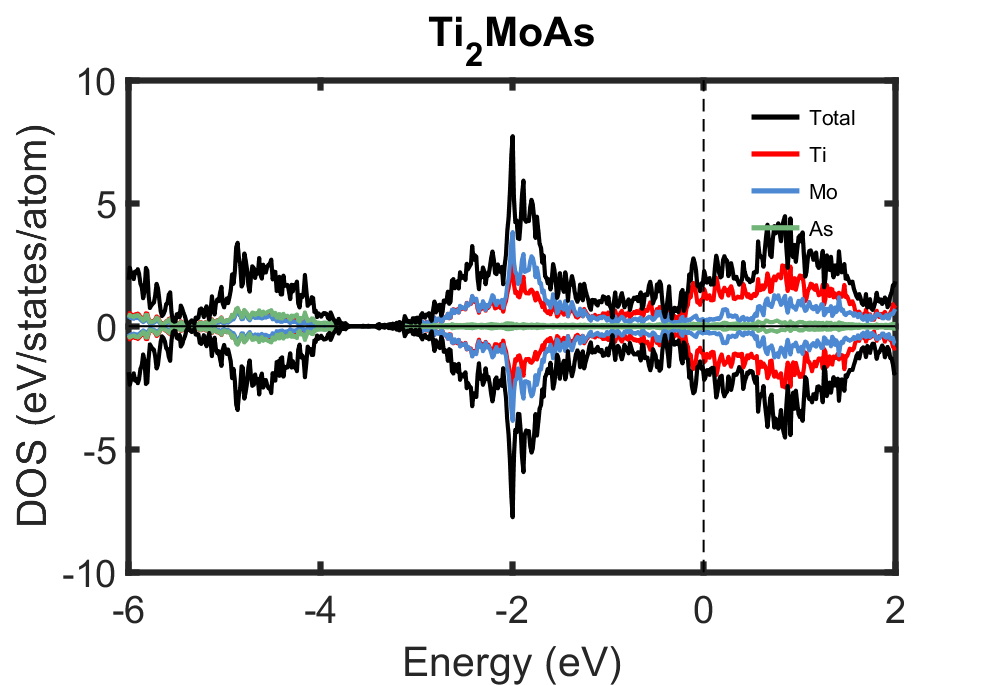 Ti2MoAs
10
5
0
-5
-10
DOS (eV/states/atom)
Total
Ti
Mo
As
-6 -4 -2 0 2
Energy (eV)